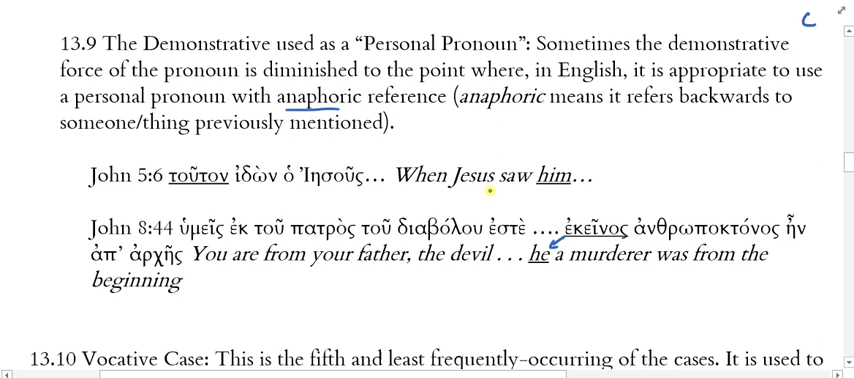 C
13.9 The Demonstrative used as a “Personal Pronoun”: Sometimes the demonstrative
force of the pronoun is diminished to the point where, in English, it is appropriate to use
a personal pronoun with anaphoric reference (anaphoric means it refers backwards to
someone/thing previously mentioned).
John 5:6 τοῦτον ἰδὼν ὁ Ἰησοῦς… When Jesus saw him…
John 8:44 ὑμεῖς ἐκ τοῦ πατρὸς τοῦ διαβόλου ἐστὲ …. ἐκεῖνος ἀνθρωποκτόνος ἦν
ἀπ’ ἀρχῆς You are from your father, the devil . . . he a murderer was from the
beginning
13.10 Vocative Case: This is the fifth and least frequently-occurring of the cases. It is used to